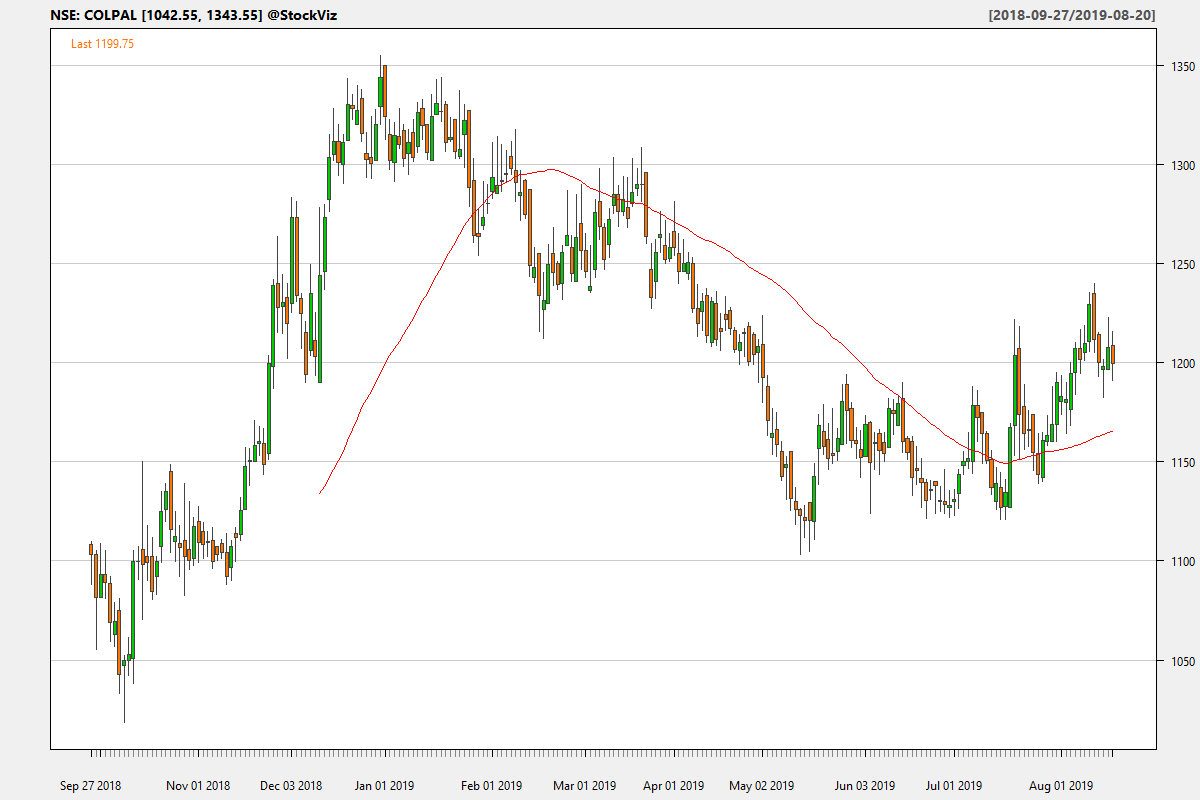 NSE: COLPAL [1042.55, 1343.55] @StockViz [2018-09-27/2019-08-20]
Last 1199.75
1350
1300
1250
1200
1150
1100
1050
Sep 27 2018 Nov 01 2018 Dec 03 2018 Jan 01 2019 Feb 01 2019 Mar 01 2019 Apr 01 2019 May 02 2019 Jun 03 2019 Jul 01 2019 Aug 01 2019